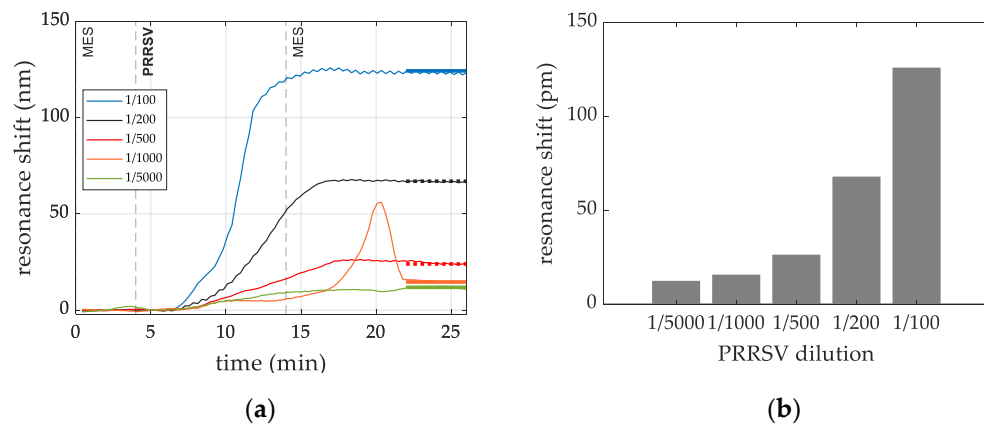 MES
PRRSV
MES
150
100
50
0
resonance shift (nm)
1/100
1/200
1/500
1/1000
1/5000
0 5 10 15 20 25
time (min)
(a)
150
100
50
0
resonance shift (pm)
1/5000 1/1000 1/500 1/200 1/100
PRRSV dilution
(b)